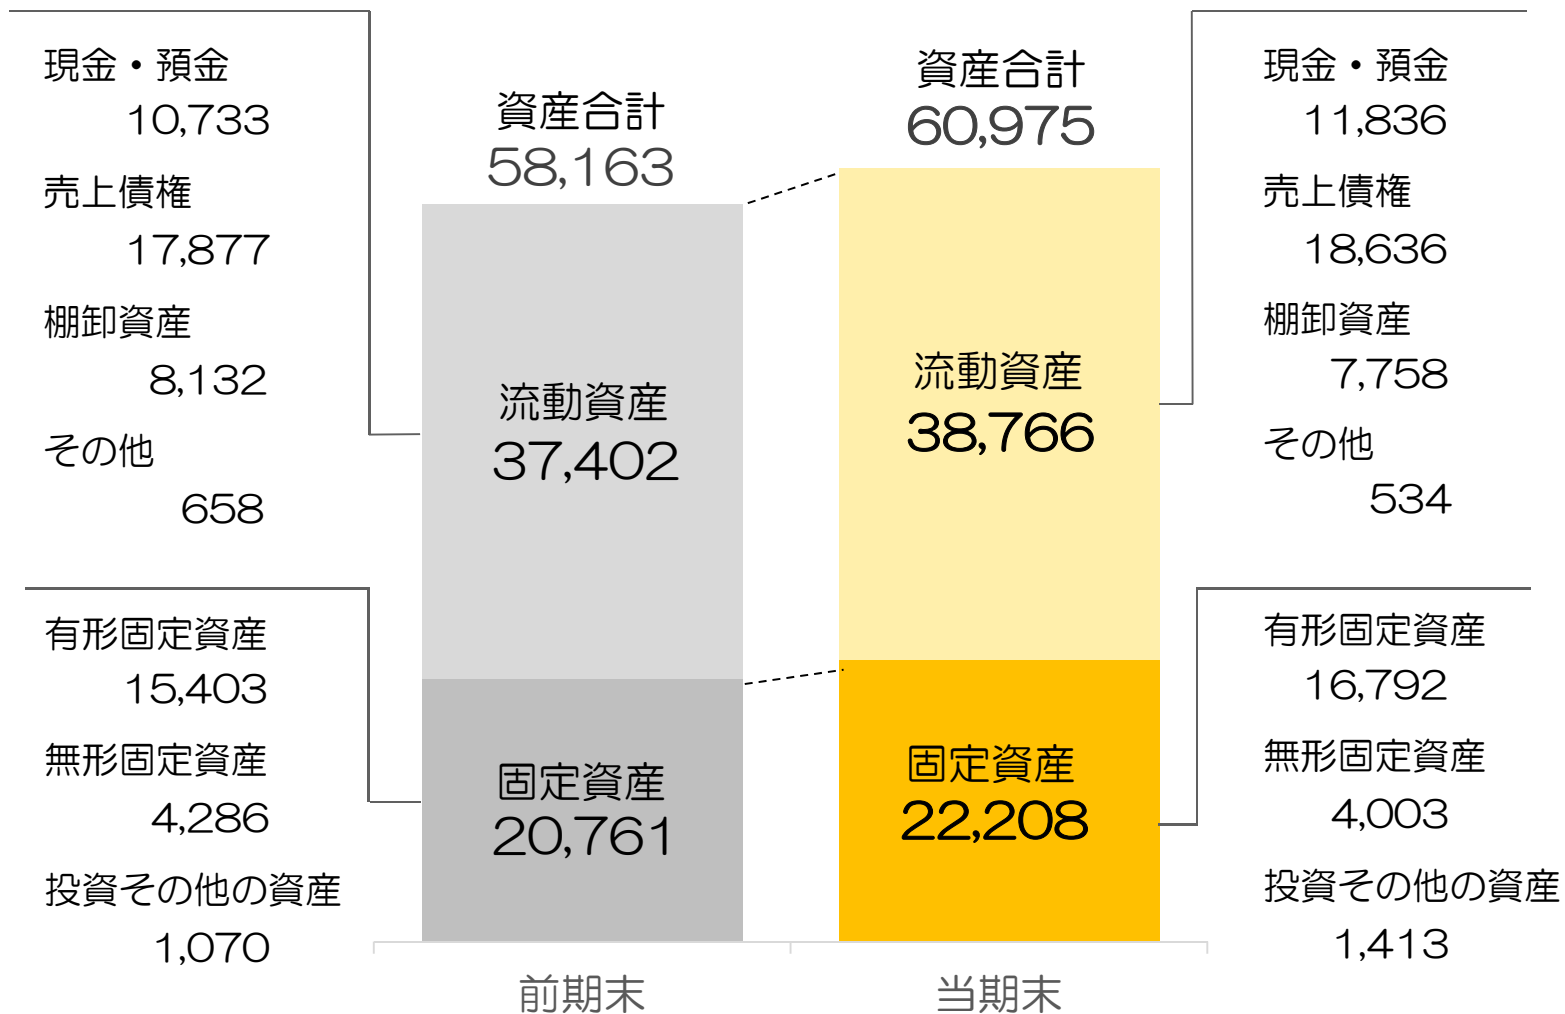 現金・預金
10,733
売上債権
17,877
棚卸資産
8,132
その他
658
有形固定資産
15,403
無形固定資産
4,286
投資その他の資産
1,070
資産合計
58,163
流動資産
37,402
固定資産
20,761
前期末
資産合計
60,975
流動資産
38,766
固定資産
22,208
当期末
現金・預金
11,836
売上債権
18,636
棚卸資産
7,758
その他
534
有形固定資産
16,792
無形固定資産
4,003
投資その他の資産
1,413